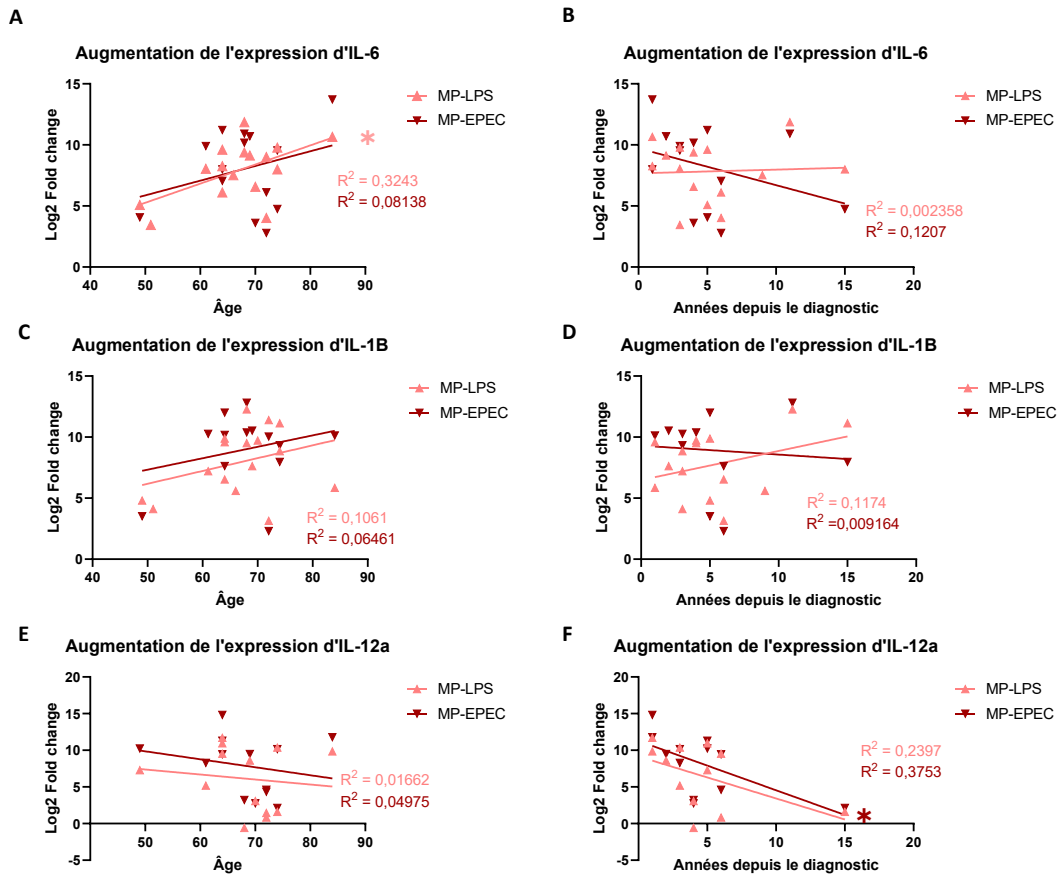 A
Augmentation de l'expression d'IL-6
Log2 Fold change
15
10
5
0
40 50 60 70 80 90
Âge
MP-LPS
MP-EPEC
*
R2 = 0,3243
R2 = 0,08138
B
Augmentation de l'expression d'IL-6
Log2 Fold change
15
10
5
0
0 5 10 15 20
Années depuis le diagnostic
MP-LPS
MP-EPEC
R2 = 0,002358
R2 = 0,1207
C
Augmentation de l'expression d'IL-1B
Log2 Fold change
15
10
5
0
40 50 60 70 80 90
Âge
MP-LPS
MP-EPEC
R2 = 0,1061
R2 = 0,06461
D
Augmentation de l'expression d'IL-1B
Log2 Fold change
15
10
5
0
0 5 10 15 20
Années depuis le diagnostic
MP-LPS
MP-EPEC
R2 = 0,1174
R2 =0,009164
E
Augmentation de l'expression d'IL-12a
Log2 Fold change
20
15
10
5
0
-5
50 60 70 80 90
Âge
MP-LPS
MP-EPEC
R2 = 0,01662
R2 = 0,04975
F
Augmentation de l'expression d'IL-12a
Log2 Fold change
20
15
10
5
0
-5
5 10 15 20
Années depuis le diagnostic
MP-LPS
MP-EPEC
R2 = 0,2397
R2 = 0,3753
*